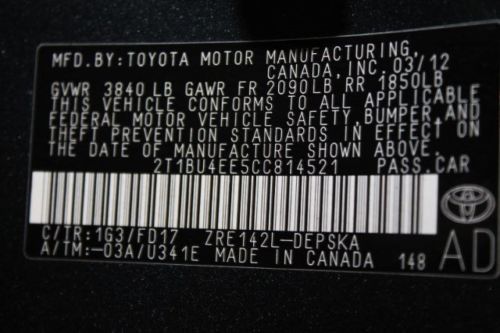 MFD.BY:TOYOTA MOTOR MANUFACTURING,
CANADA,INC. 03/12
GVWR 3840 LB GAWR FR 2090LB RR 1850LB
THIS VEHICLE CONFORMS TO ALL APPLICABLE
FEDERAL MOTOR VEHICLE SAFETY,BUMPER,AND
THEFT PREVENTION STANDARDS IN EFFECT ON
THE DATE OF MANUFACTURE SHOWN ABOVE.
2T1BU4EE5CC814521 PASS.CAR
C/TR:1G3/FD17 ZRE142L-DEPSKA
A/TM:-03A/U341E MADE IN CANADA 148
AD